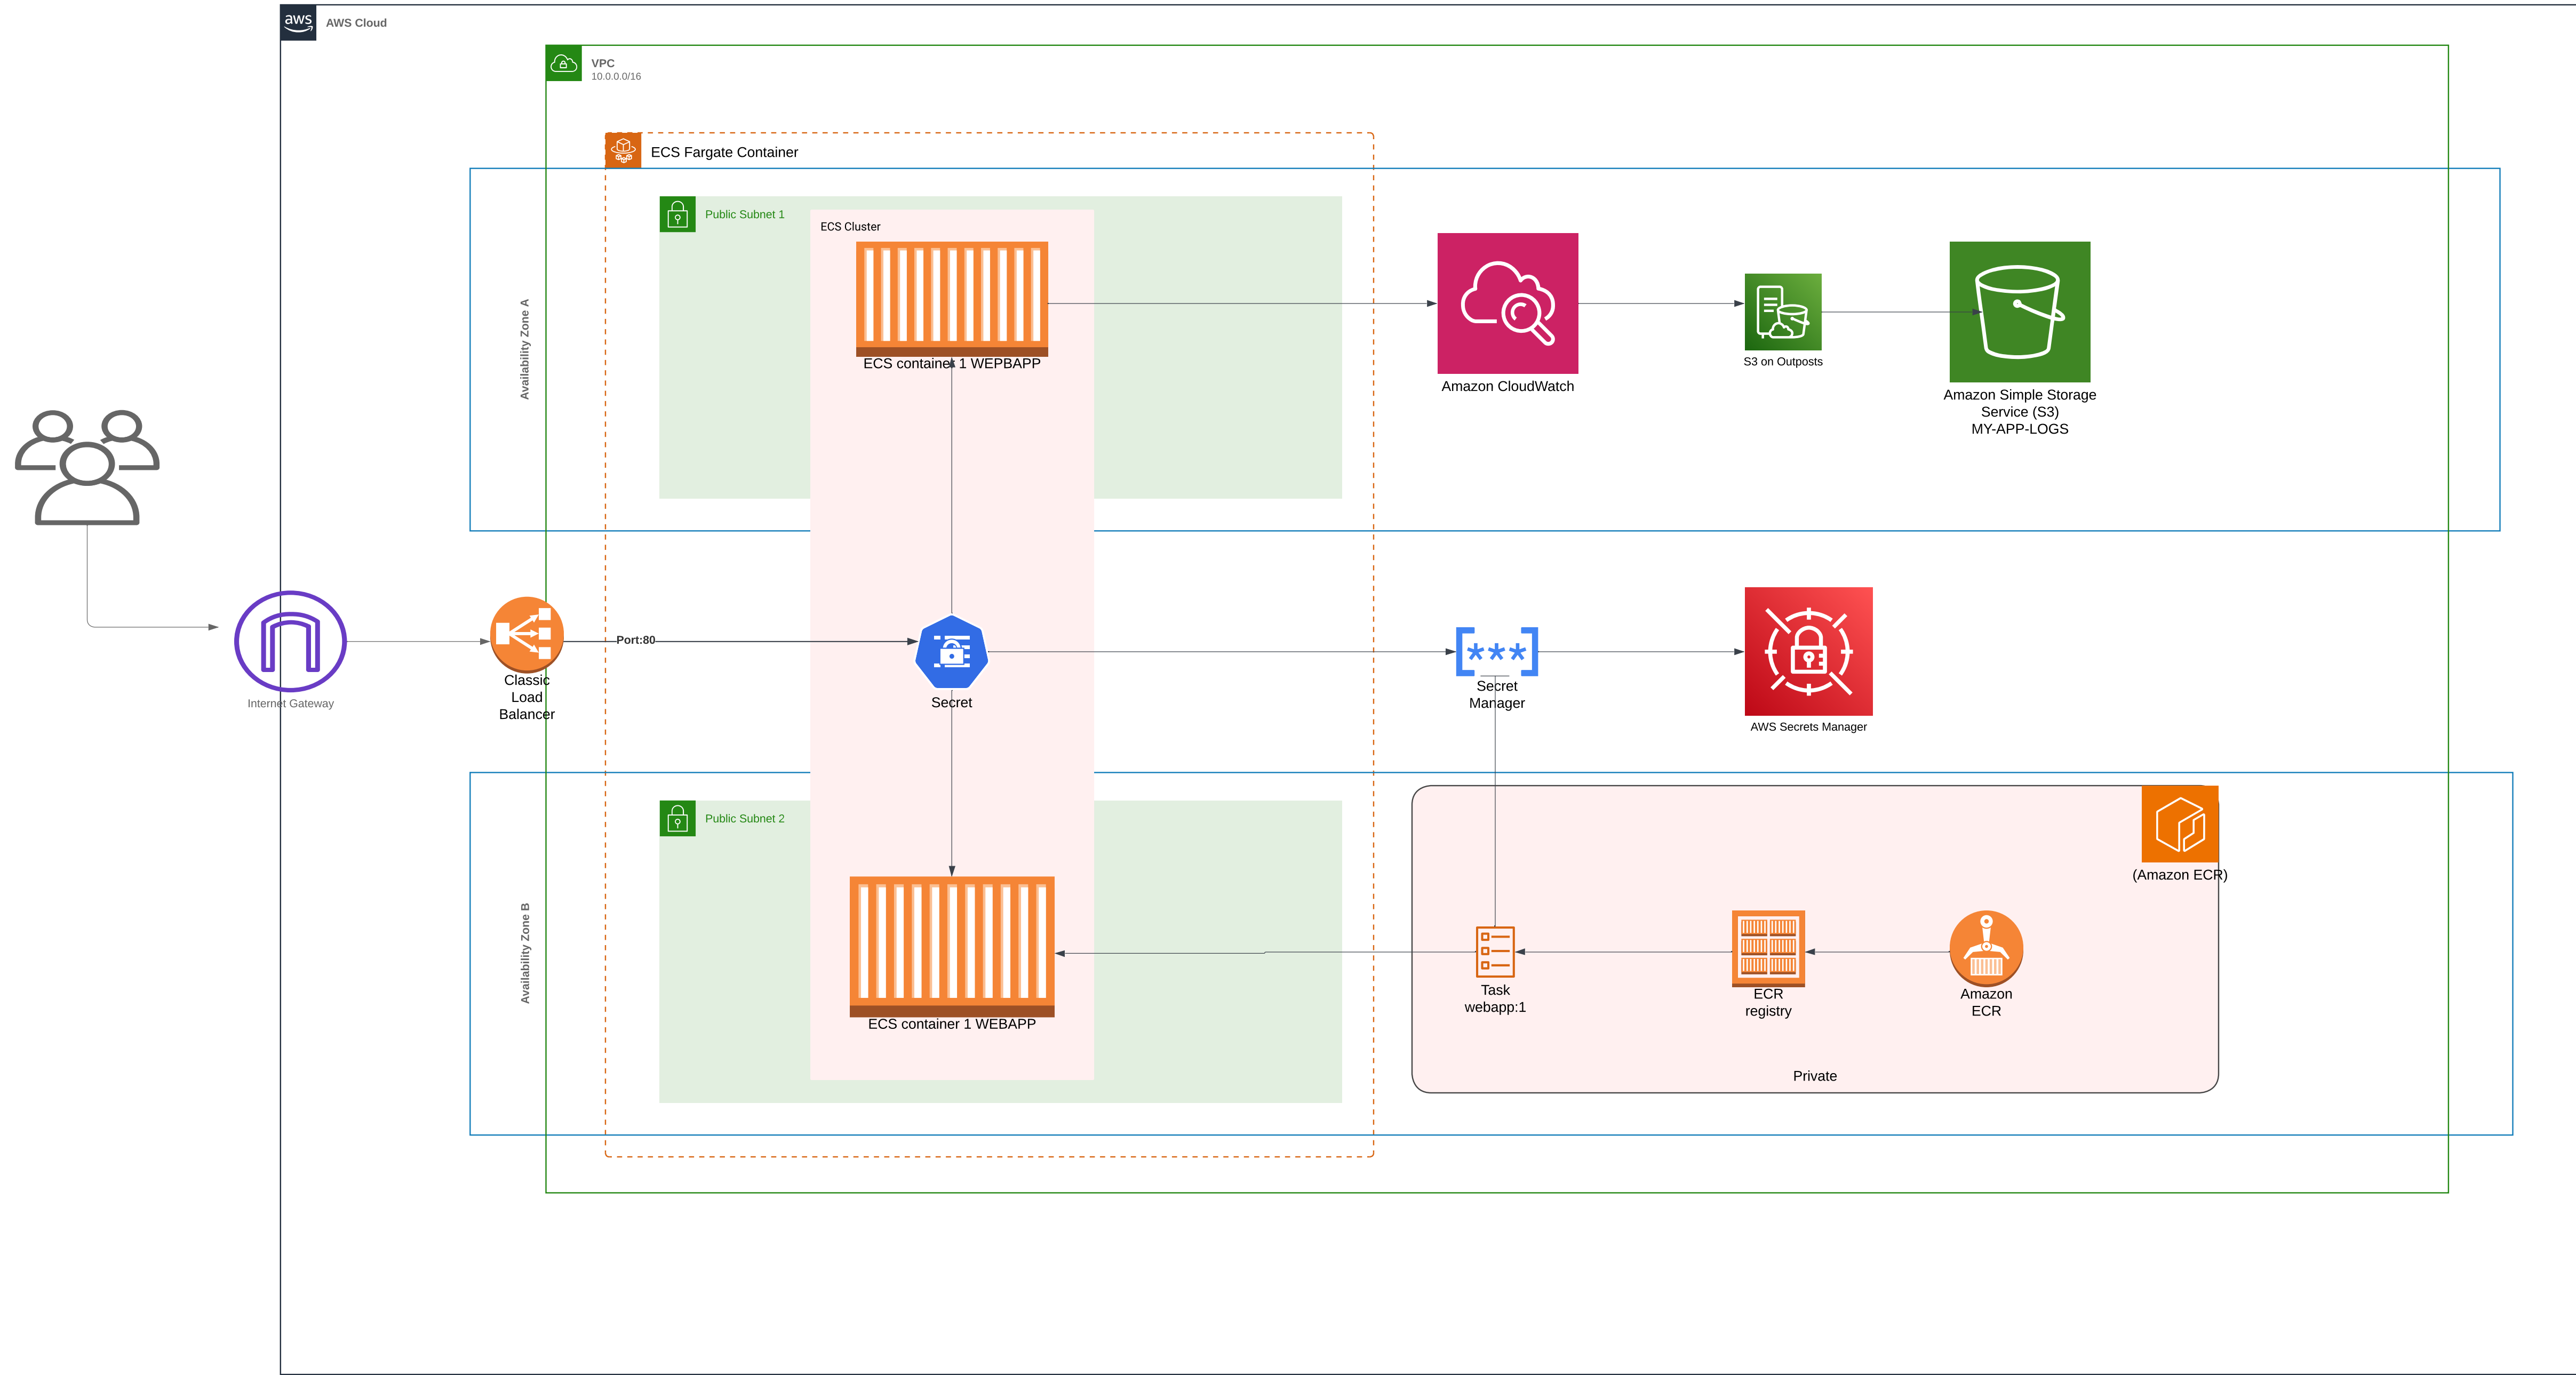 aws
AWS Cloud
VPC
10.0.0.0/16
ECS Fargate Container
Public Subnet 1
ECS Cluster
Availability Zone A
ECS container 1 WEPBAPP
Amazon CloudWatch
S3 on Outposts
Amazon Simple Storage
Service (S3)
MY-APP-LOGS
Internet Gateway
Classic
Load
Balancer
Port:80
Secret
***
Secret
Manager
AWS Secrets Manager
Public Subnet 2
Availability Zone B
ECS container 1 WEBAPP
(Amazon ECR)
Task
webapp:1
ECR
registry
Amazon
ECR
Private